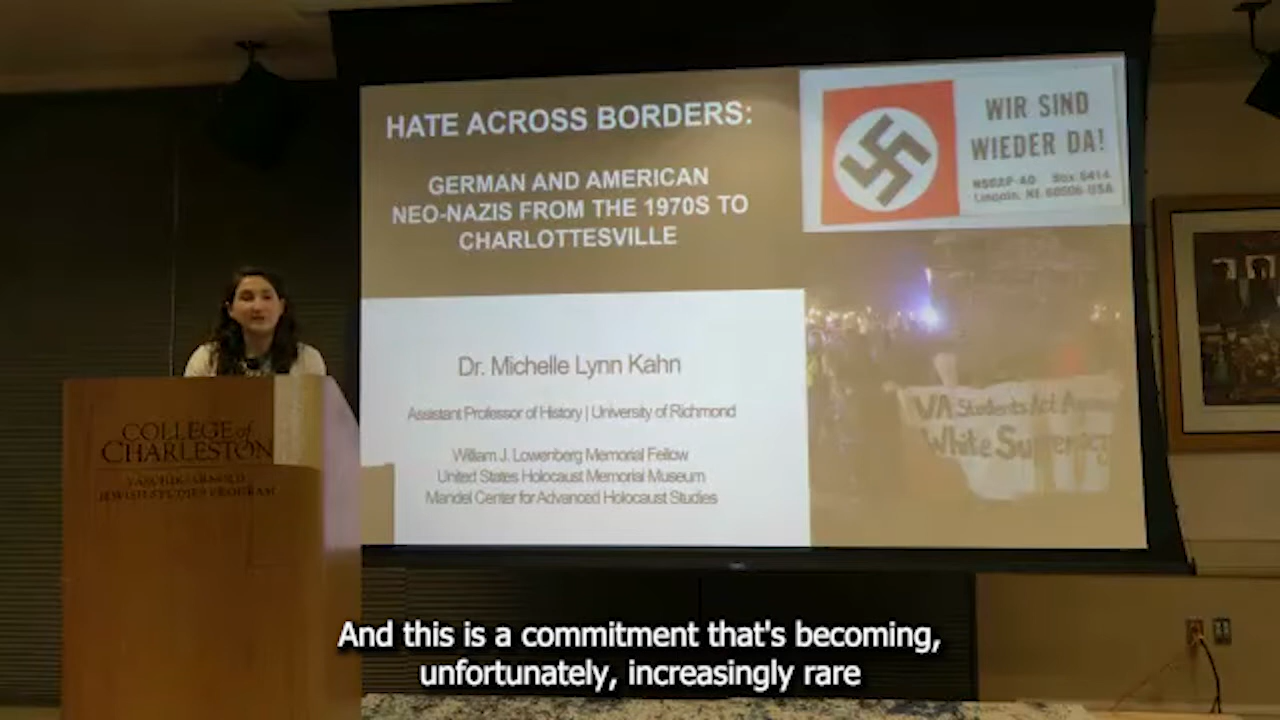 HATE ACROSS BORDERS:
GERMAN AND AMERICAN
NEO-NAZIS FROM THE 1970S TO
CHARLOTTESVILLE
WIR SIND
WIEDER DA!
NSDAP-AO Box 6414
Lincoln, NE 68506-USA
Dr. Michelle Lynn Kahn
Assistant Professor of History | University of Richmond
William J. Lowenberg Memorial Fellow
United States Holocaust Memorial Museum
Mandel Center for Advanced Holocaust Studies
VA Students Act
White
COLLEGE of
CHARLESTON
JEWISH STUDIES PROGRAM
And this is a commitment that's becoming,
unfortunately, increasingly rare